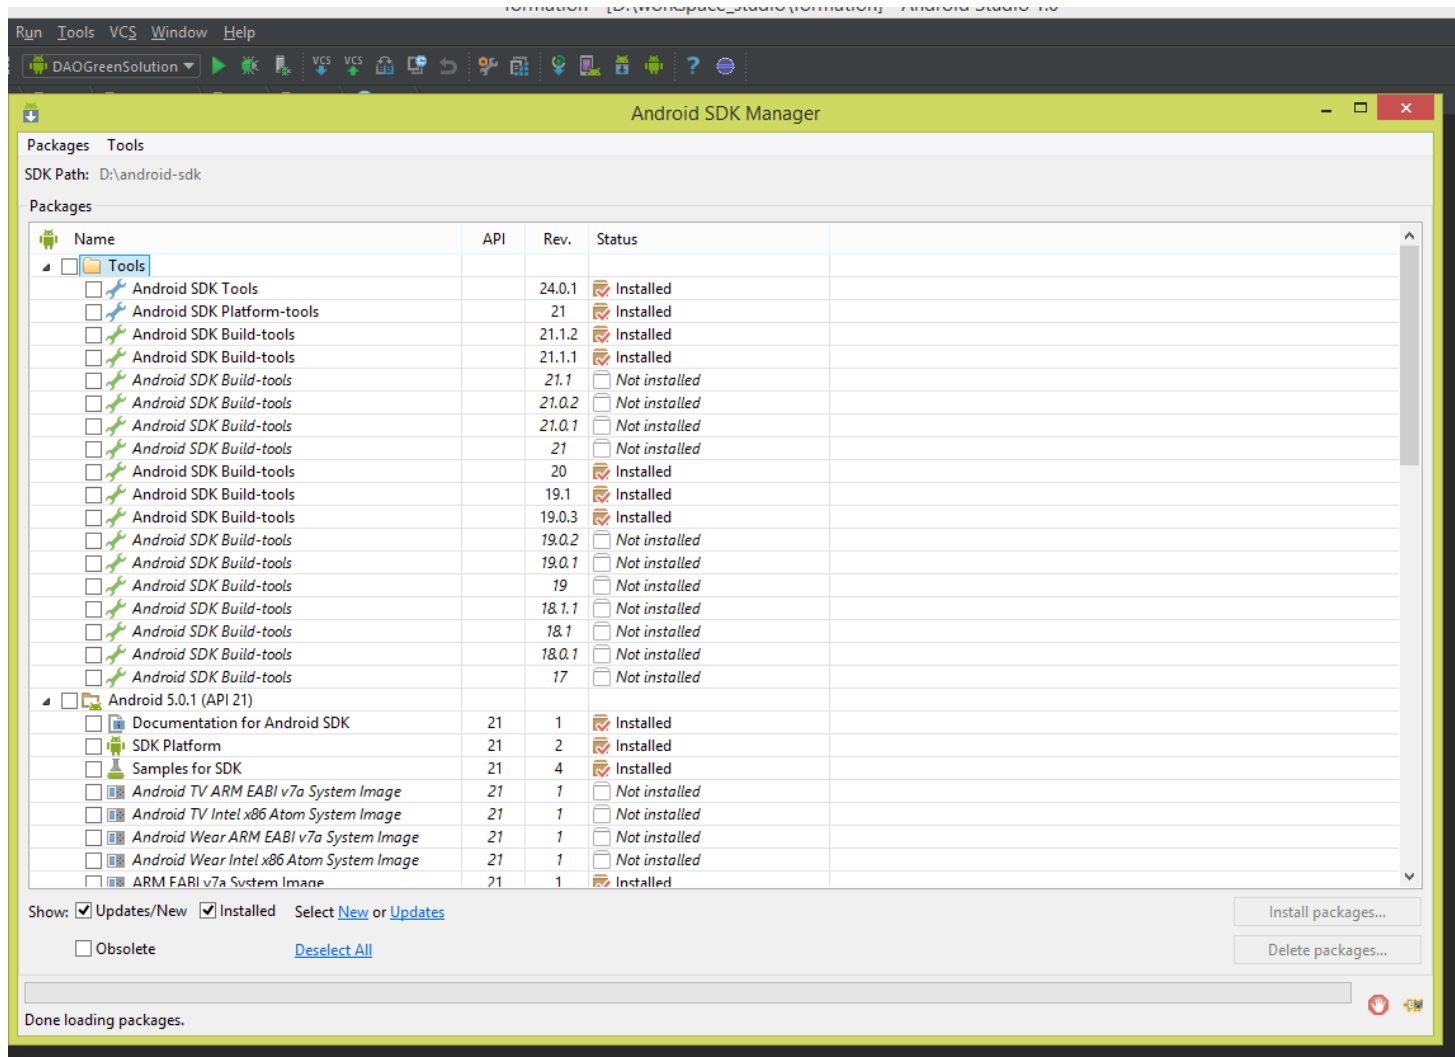 formation - [D:\workspace_studio\formation] - Android Studio 1.0
Run Tools VCS Window Help
DAOGreenSolution VCS VCS ?
Android SDK Manager
Packages Tools
SDK Path: D:\android-sdk
Packages
Name API Rev. Status
Tools
Android SDK Tools 24.0.1 Installed
Android SDK Platform-tools 21 Installed
Android SDK Build-tools 21.1.2 Installed
Android SDK Build-tools 21.1.1 Installed
Android SDK Build-tools 21.1 Not installed
Android SDK Build-tools 21.0.2 Not installed
Android SDK Build-tools 21.0.1 Not installed
Android SDK Build-tools 21 Not installed
Android SDK Build-tools 20 Installed
Android SDK Build-tools 19.1 Installed
Android SDK Build-tools 19.0.3 Installed
Android SDK Build-tools 19.0.2 Not installed
Android SDK Build-tools 19.0.1 Not installed
Android SDK Build-tools 19 Not installed
Android SDK Build-tools 18.1.1 Not installed
Android SDK Build-tools 18.1 Not installed
Android SDK Build-tools 18.0.1 Not installed
Android SDK Build-tools 17 Not installed
Android 5.0.1 (API 21)
Documentation for Android SDK 21 1 Installed
SDK Platform 21 2 Installed
Samples for SDK 21 4 Installed
Android TV ARM EABI v7a System Image 21 1 Not installed
Android TV Intel x86 Atom System Image 21 1 Not installed
Android Wear ARM EABI v7a System Image 21 1 Not installed
Android Wear Intel x86 Atom System Image 21 1 Not installed
ARM EABI v7a System Image 21 1 Installed
Show: Updates/New Installed Select New or Updates Install packages...
Obsolete Deselect All Delete packages...
Done loading packages.